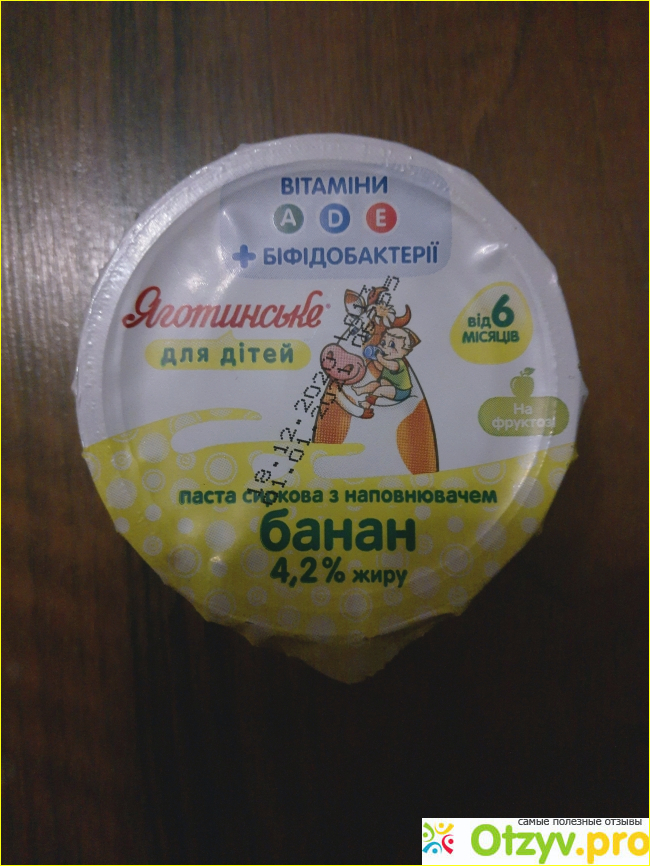 ВІТАМІНИ
A D E
+ БІФІДОБАКТЕРІЇ
Яготинське®
для дітей
від 6
МІСЯЦІВ
На
фруктозі
паста сиркова з наповнювачем
банан
4,2% жиру
самые полезные отзывы
Otzyv.pro